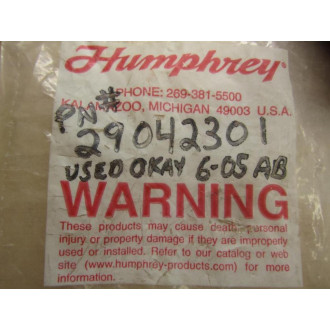 Humphrey
PHONE: 269-381-5500
KALAMAZOO, MICHIGAN 49003 U.S.A.
PN#
29042301
USED OKAY 6-05 AB
WARNING
These products may cause death, personal
injury or property damage if they are improperly
used or installed. Refer to our catalog or web
site (www.humphrey-products.com) for more
information.